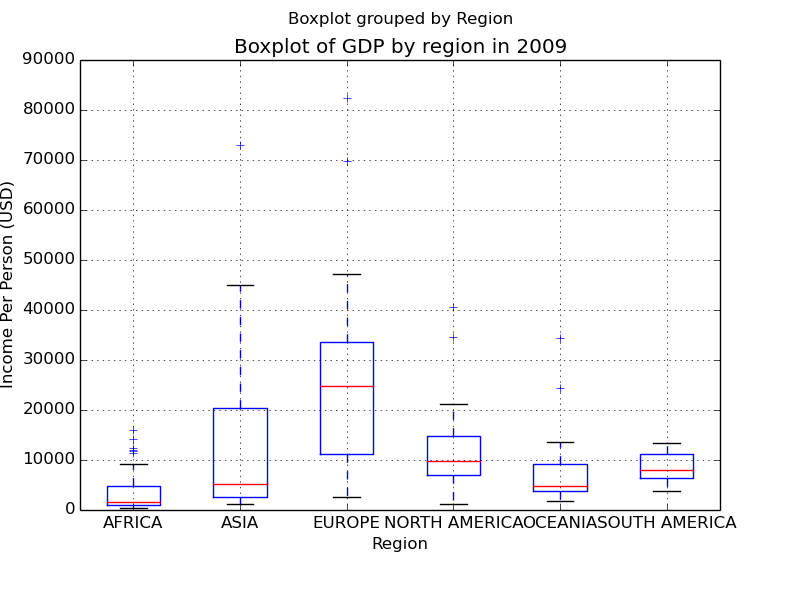 Boxplot grouped by Region
Boxplot of GDP by region in 2009
90000
80000
70000
60000
50000
40000
30000
20000
10000
0
Income Per Person (USD)
AFRICA ASIA EUROPE NORTH AMERICA OCEANIA SOUTH AMERICA
Region